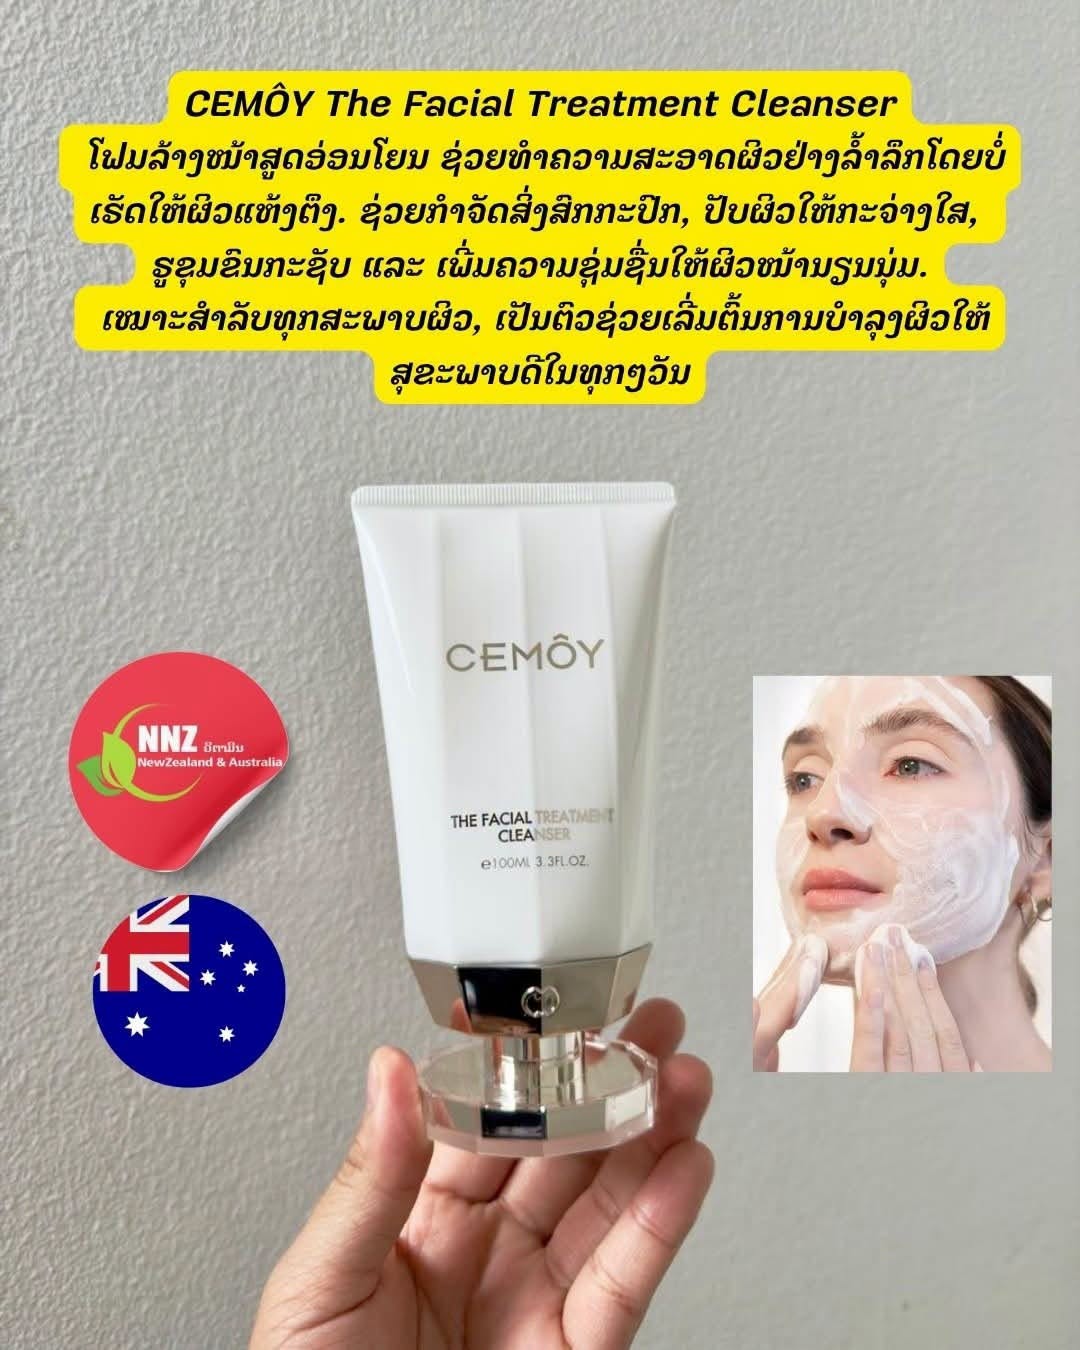 CEMÔY The Facial Treatment Cleanser
ໂຟມລ້າງໜ້າສູດອ່ອນໂຍນ ຊ່ວຍທຳຄວາມສະອາດຜິວຢ່າງລ້ຳລຶກໂດຍບໍ່
ເຮັດໃຫ້ຜິວແຫ້ງຕຶງ. ຊ່ວຍກຳຈັດສິ່ງສົກກະປົກ, ປັບຜິວໃຫ້ກະຈ່າງໃສ,
ຮູຂຸມຂົນກະຊັບ ແລະ ເພີ່ມຄວາມຊຸ່ມຊື່ນໃຫ້ຜິວໜ້ານຽນນຸ່ມ.
ເໝາະສຳລັບທຸກສະພາບຜິວ, ເປັນຕົວຊ່ວຍເລີ່ມຕົ້ນການບຳລຸງຜິວໃຫ້
ສຸຂະພາບດີໃນທຸກໆວັນ
CEMÔY
NNZ ວີຕາມິນ
NewZealand & Australia
THE FACIAL TREATMENT
CLEANSER
e100ML 3.3FL.OZ.